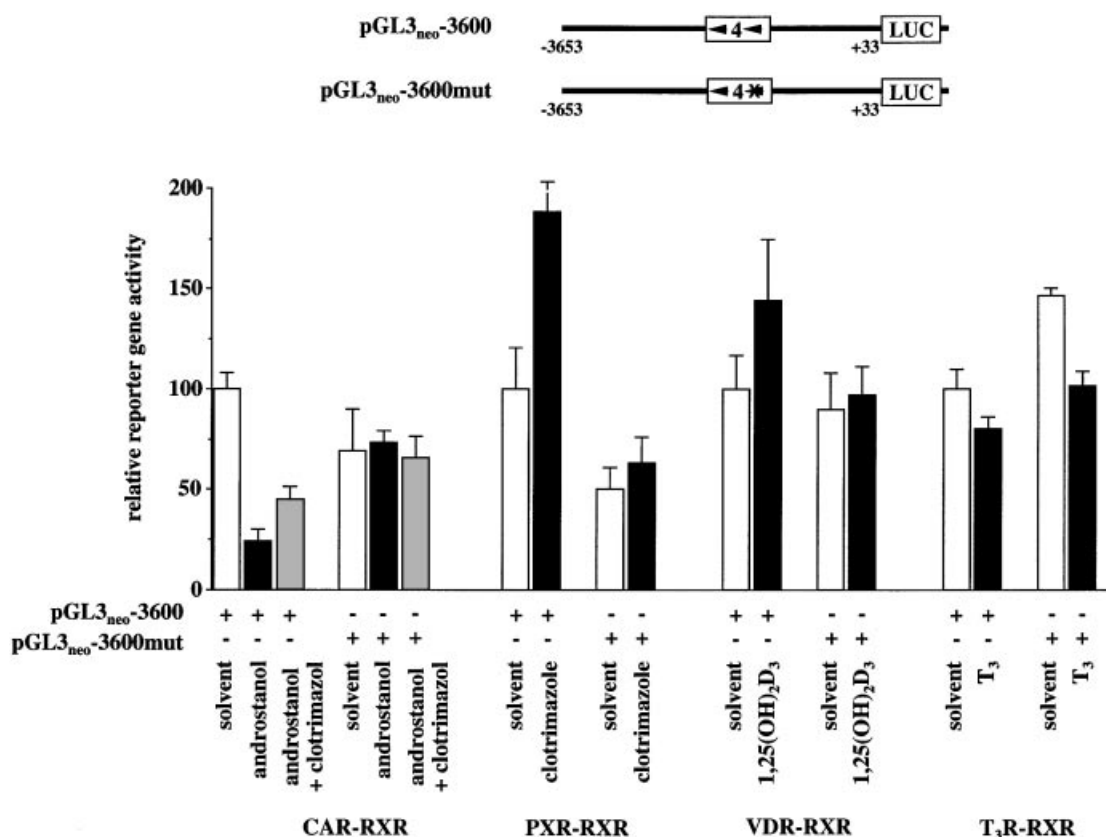 pGL3neo-3600
-3653
4
+33
LUC
pGL3neo-3600mut
-3653
4
+33
LUC
relative reporter gene activity
200
150
100
50
0
pGL3neo-3600 + + + - - - + + - - + + - - + + - -
pGL3neo-3600mut - - - + + + - - + + - - + + - - + +
solvent
androstanol
androstanol
+ clotrimazol
solvent
androstanol
androstanol
+ clotrimazol
solvent
clotrimazole
solvent
clotrimazole
solvent
1,25(OH)2D3
solvent
1,25(OH)2D3
solvent
T3
solvent
T3
CAR-RXR
PXR-RXR
VDR-RXR
T3R-RXR